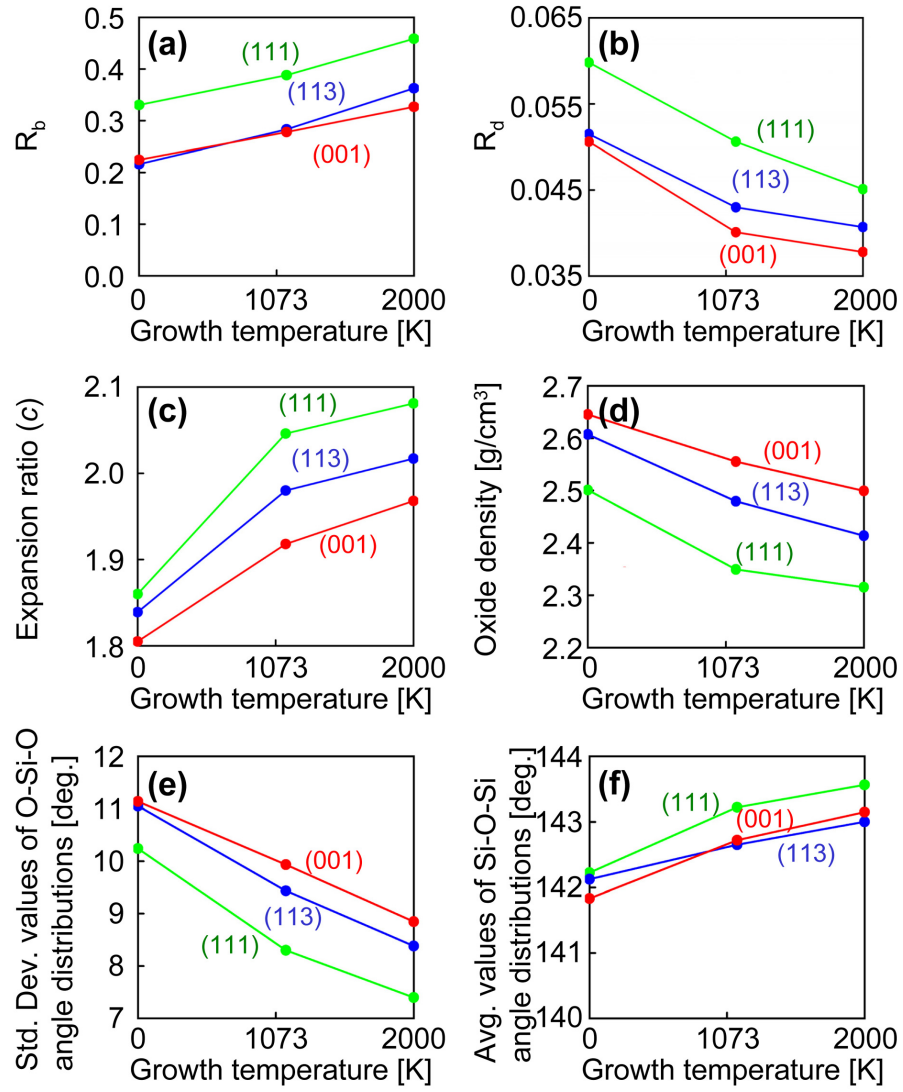 (a)
0.5
0.4
0.3
0.2
0.1
0.0
R_b
(111)
(113)
(001)
0 1073 2000
Growth temperature [K]
(b)
0.065
0.055
0.045
0.035
R_d
(111)
(113)
(001)
0 1073 2000
Growth temperature [K]
(c)
2.1
2.0
1.9
1.8
Expansion ratio (c)
(111)
(113)
(001)
0 1073 2000
Growth temperature [K]
(d)
2.7
2.6
2.5
2.4
2.3
2.2
Oxide density [g/cm³]
(001)
(113)
(111)
0 1073 2000
Growth temperature [K]
(e)
12
11
10
9
8
7
Std. Dev. values of O-Si-O
angle distributions [deg.]
(001)
(113)
(111)
0 1073 2000
Growth temperature [K]
(f)
144
143
142
141
140
Avg. values of Si-O-Si
angle distributions [deg.]
(111)
(001)
(113)
0 1073 2000
Growth temperature [K]